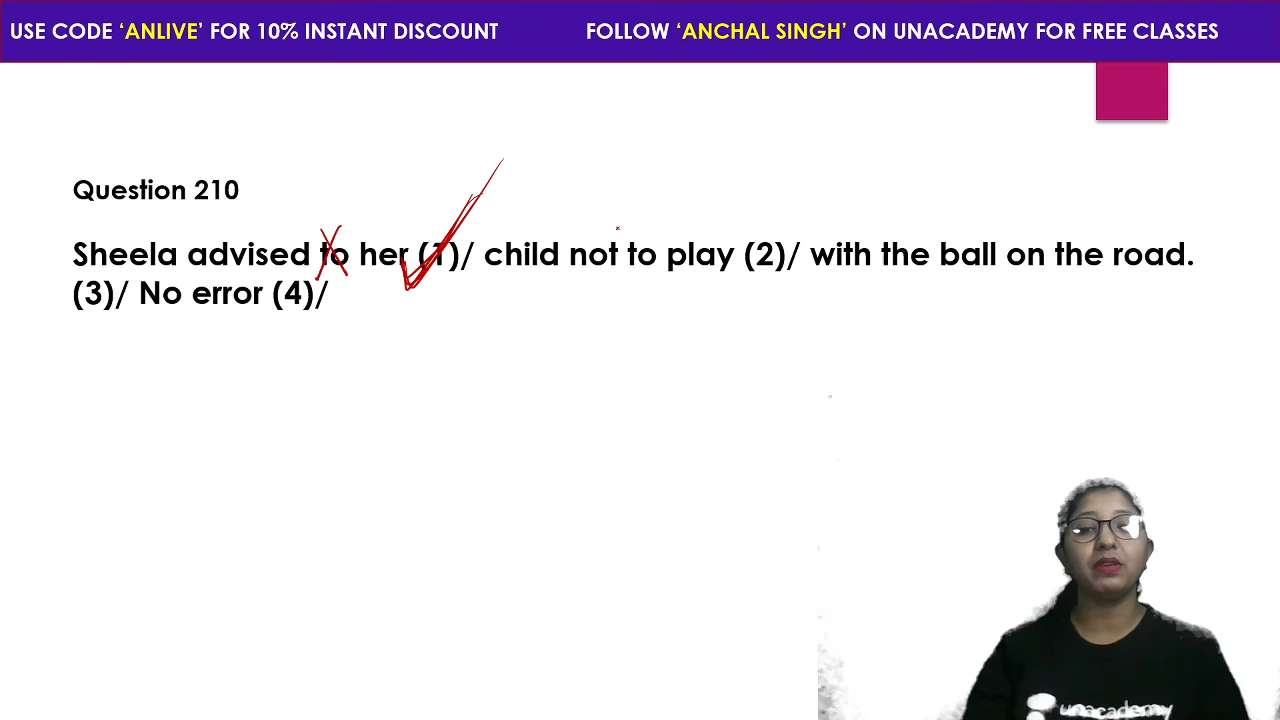 USE CODE ‘ANLIVE’ FOR 10% INSTANT DISCOUNT FOLLOW ‘ANCHAL SINGH’ ON UNACADEMY FOR FREE CLASSES
Question 210
Sheela advised to her (1)/ child not to play (2)/ with the ball on the road.
(3)/ No error (4)/
unacademy